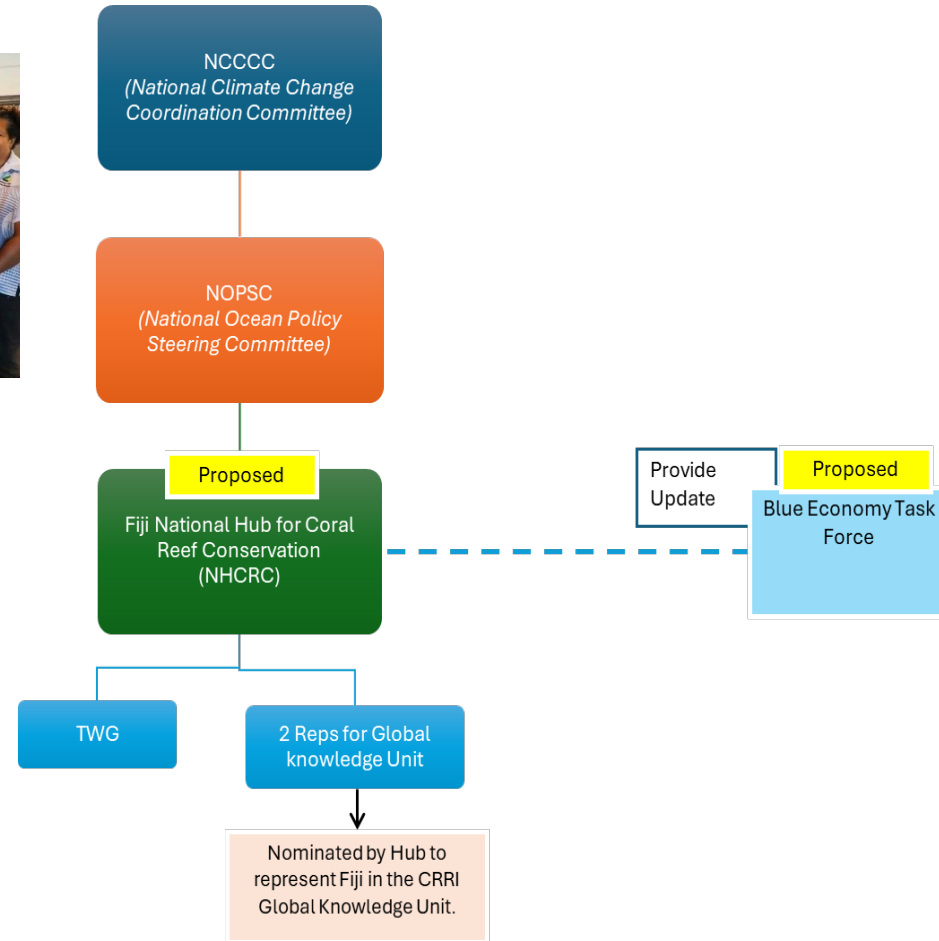 NCCCC
(National Climate Change
Coordination Committee)
NOPSC
(National Ocean Policy
Steering Committee)
Proposed
Fiji National Hub for Coral
Reef Conservation
(NHCRC)
Provide
Update
Proposed
Blue Economy Task
Force
TWG
2 Reps for Global
knowledge Unit
Nominated by Hub to
represent Fiji in the CRRI
Global Knowledge Unit.